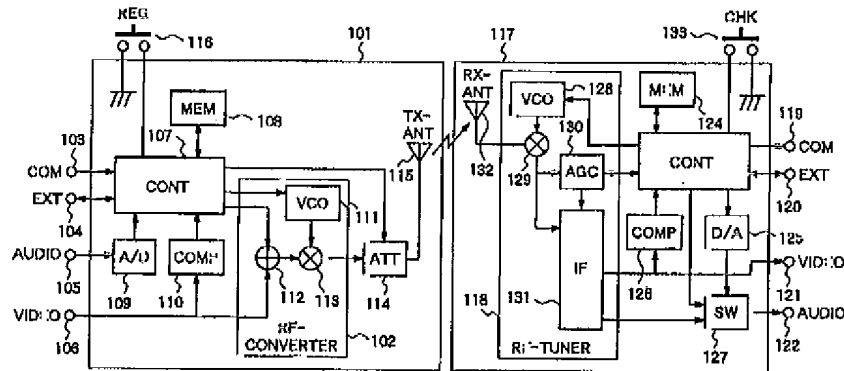 REG
116
101
117
133
CHK
MEM
108
107
103
COM
CONT
EXT
104
AUDIO
105
A/D
109
COMP
110
VIDEO
106
VCO
111
112
113
ATT
114
RF-
CONVERTER
102
TX-
ANT
115
RX-
ANT
132
VCO
128
129
130
AGC
IF
131
118
RF-TUNER
MEM
124
CONT
COMP
126
D/A
125
SW
127
119
COM
EXT
120
VIDEO
121
AUDIO
122